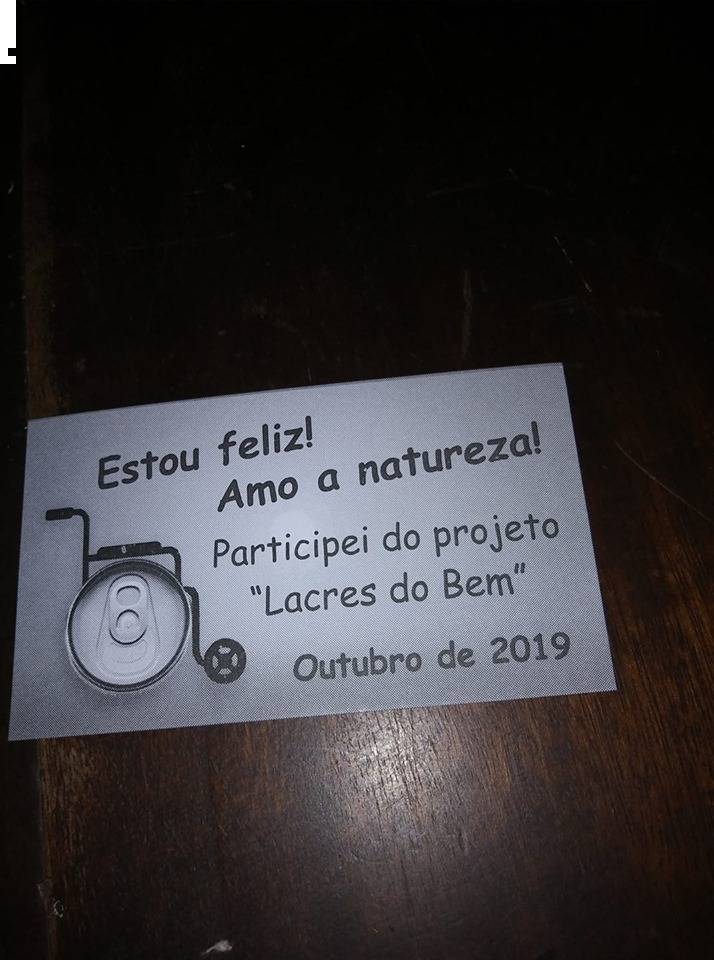 Estou feliz!
Amo a natureza!
Participei do projeto
“Lacres do Bem”
Outubro de 2019